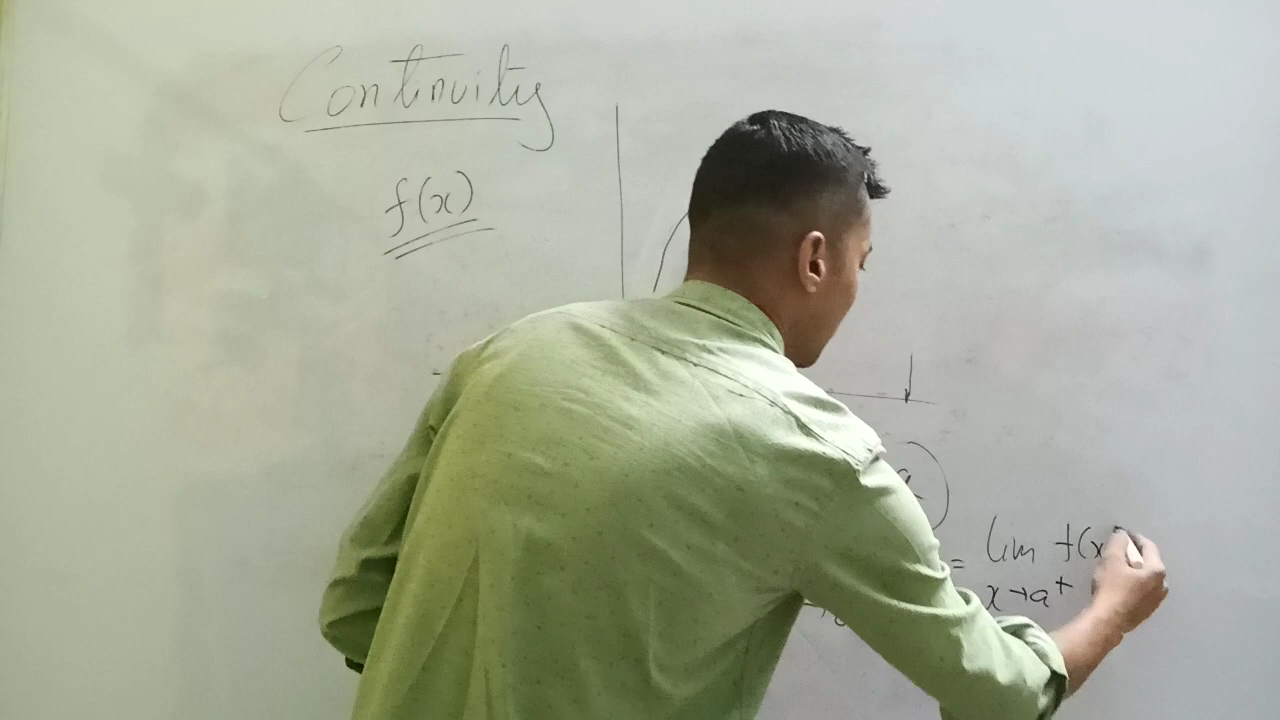 Continuity
f(x)
a
= lim f(x
x→a+